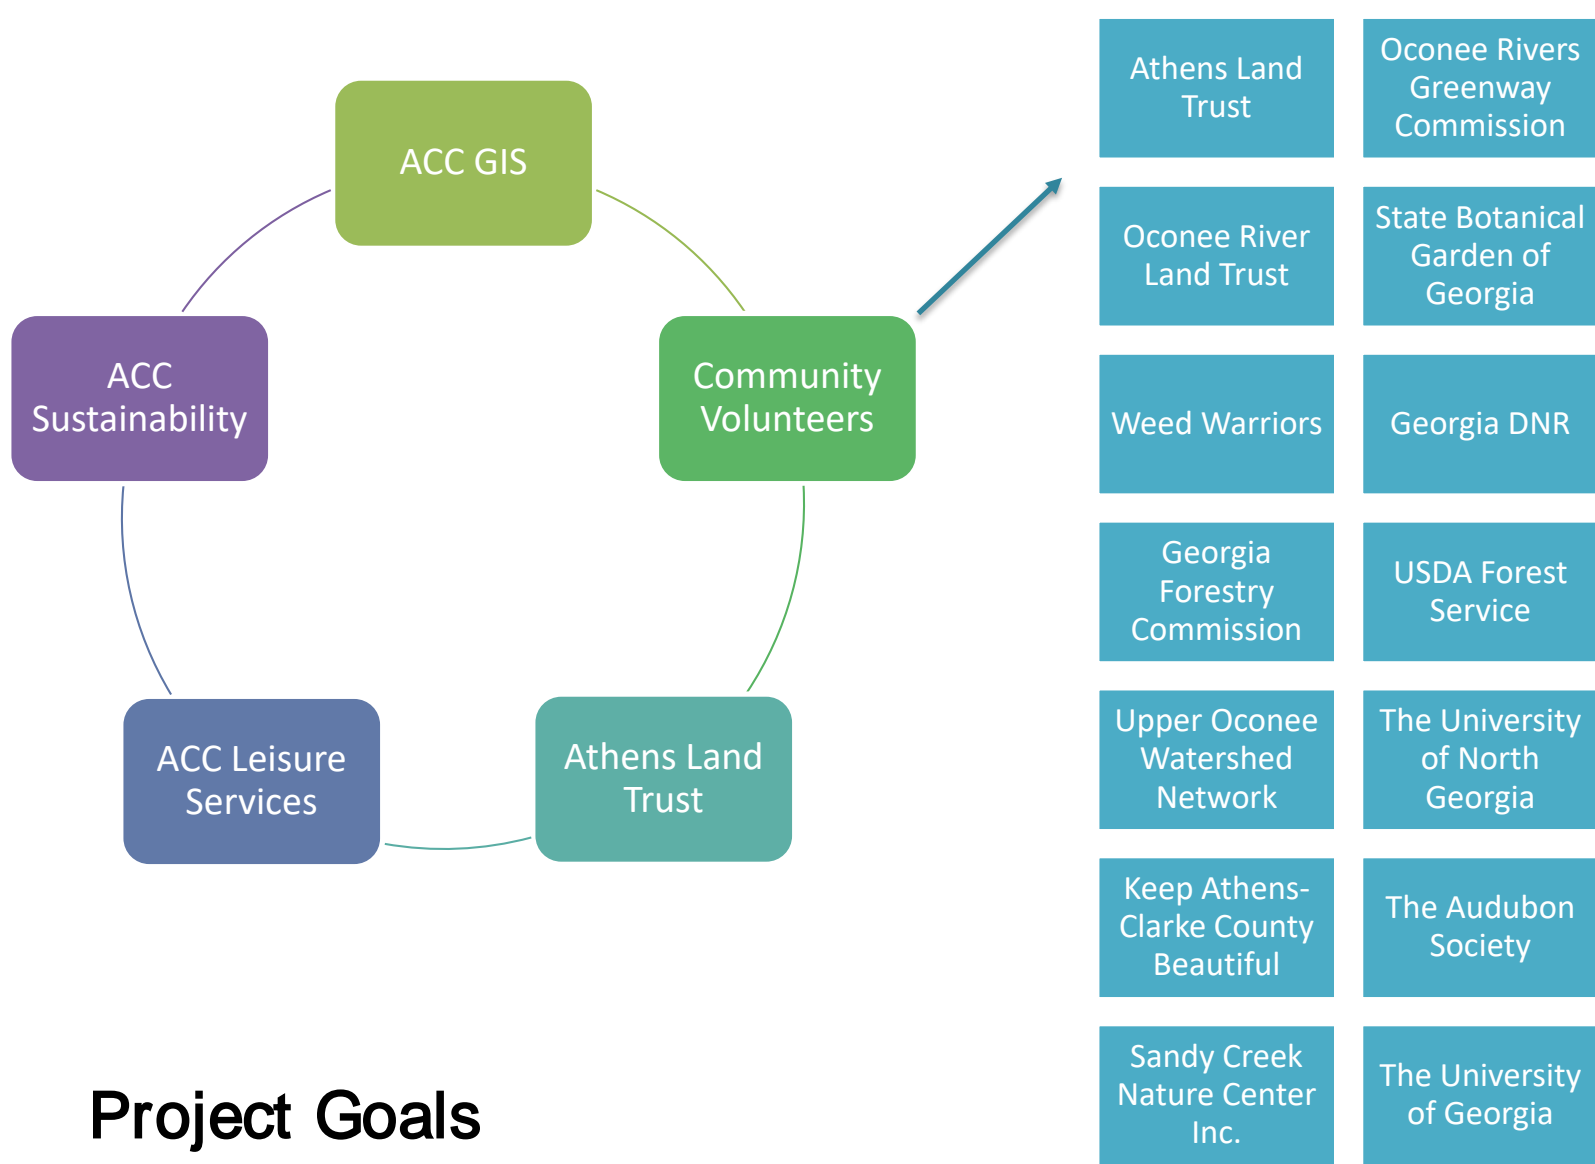 ACC GIS
Community
Volunteers
Athens Land
Trust
ACC Leisure
Services
ACC
Sustainability
Athens Land
Trust
Oconee Rivers
Greenway
Commission
Oconee River
Land Trust
State Botanical
Garden of
Georgia
Weed Warriors
Georgia DNR
Georgia
Forestry
Commission
USDA Forest
Service
Upper Oconee
Watershed
Network
The University
of North
Georgia
Keep Athens-
Clarke County
Beautiful
The Audubon
Society
Sandy Creek
Nature Center
Inc.
The University
of Georgia
Project Goals